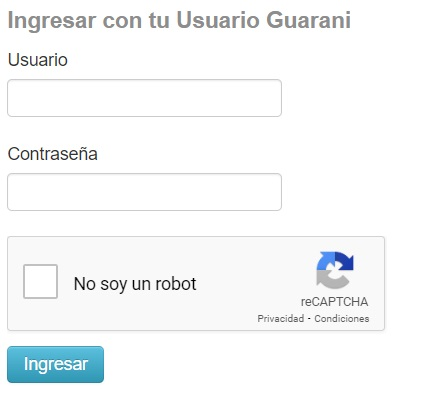 Ingresar con tu Usuario Guarani
Usuario
Contraseña
No soy un robot
reCAPTCHA
Privacidad - Condiciones
Ingresar